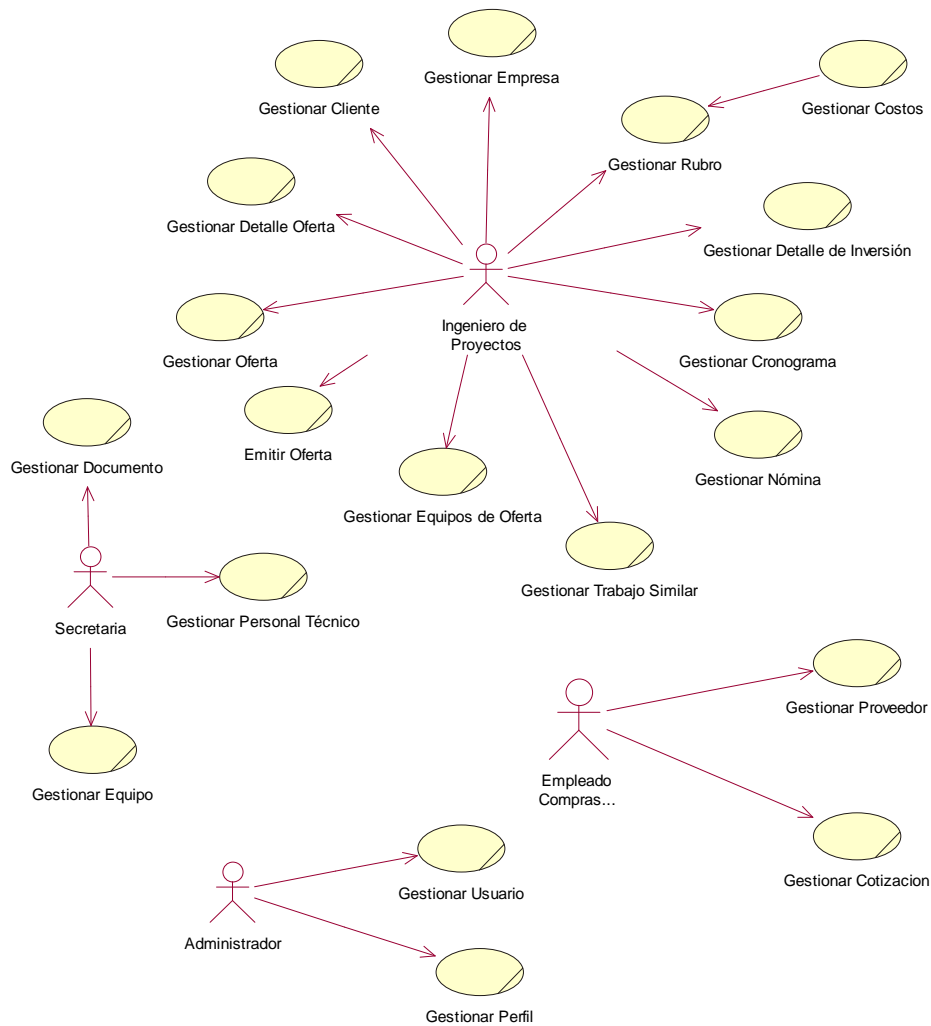 Gestionar Empresa
Gestionar Cliente
Gestionar Costos
Gestionar Rubro
Gestionar Detalle Oferta
Gestionar Detalle de Inversión
Ingeniero de
Proyectos
Gestionar Oferta
Gestionar Cronograma
Emitir Oferta
Gestionar Documento
Gestionar Nómina
Gestionar Equipos de Oferta
Gestionar Trabajo Similar
Secretaria
Gestionar Personal Técnico
Gestionar Proveedor
Gestionar Equipo
Empleado
Compras...
Gestionar Cotizacion
Gestionar Usuario
Administrador
Gestionar Perfil